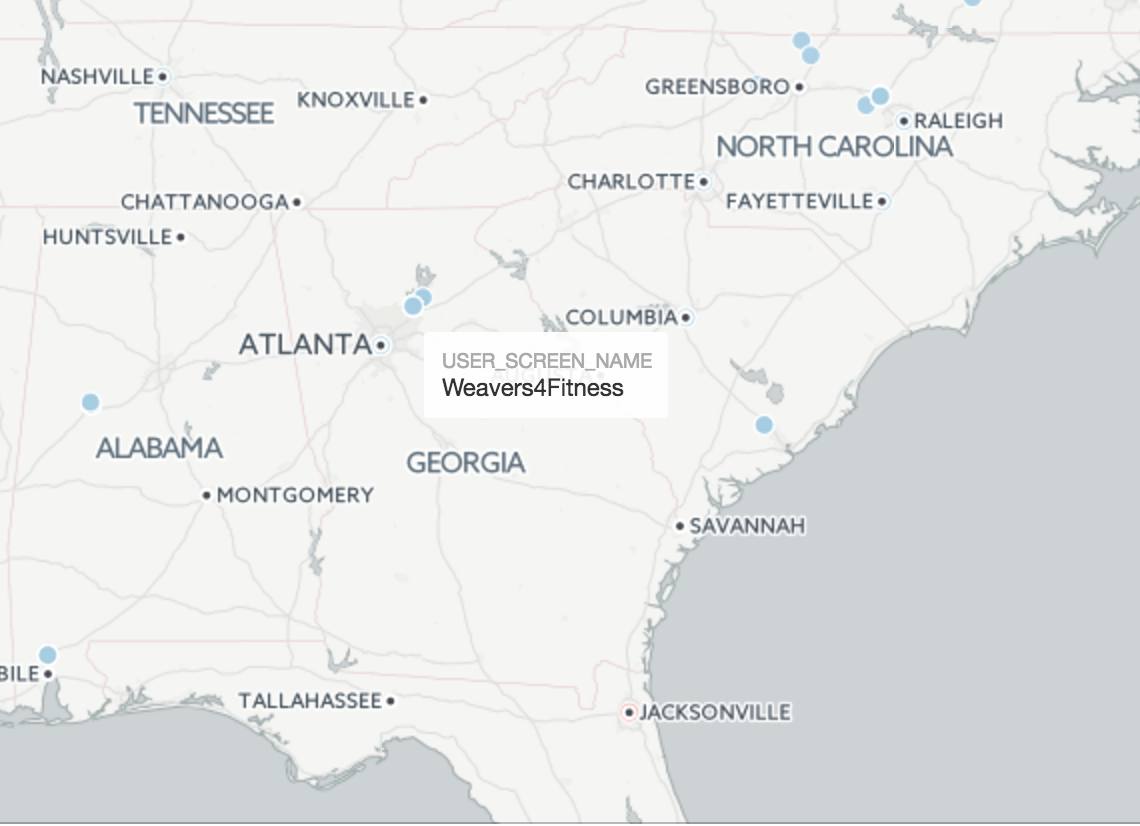 NASHVILLE
TENNESSEE
KNOXVILLE
GREENSBORO
RALEIGH
NORTH CAROLINA
CHARLOTTE
CHATTANOOGA
FAYETTEVILLE
HUNTSVILLE
COLUMBIA
ATLANTA
USER_SCREEN_NAME
AUGUSTA
Weavers4Fitness
ALABAMA
GEORGIA
MONTGOMERY
SAVANNAH
BILE
TALLAHASSEE
JACKSONVILLE